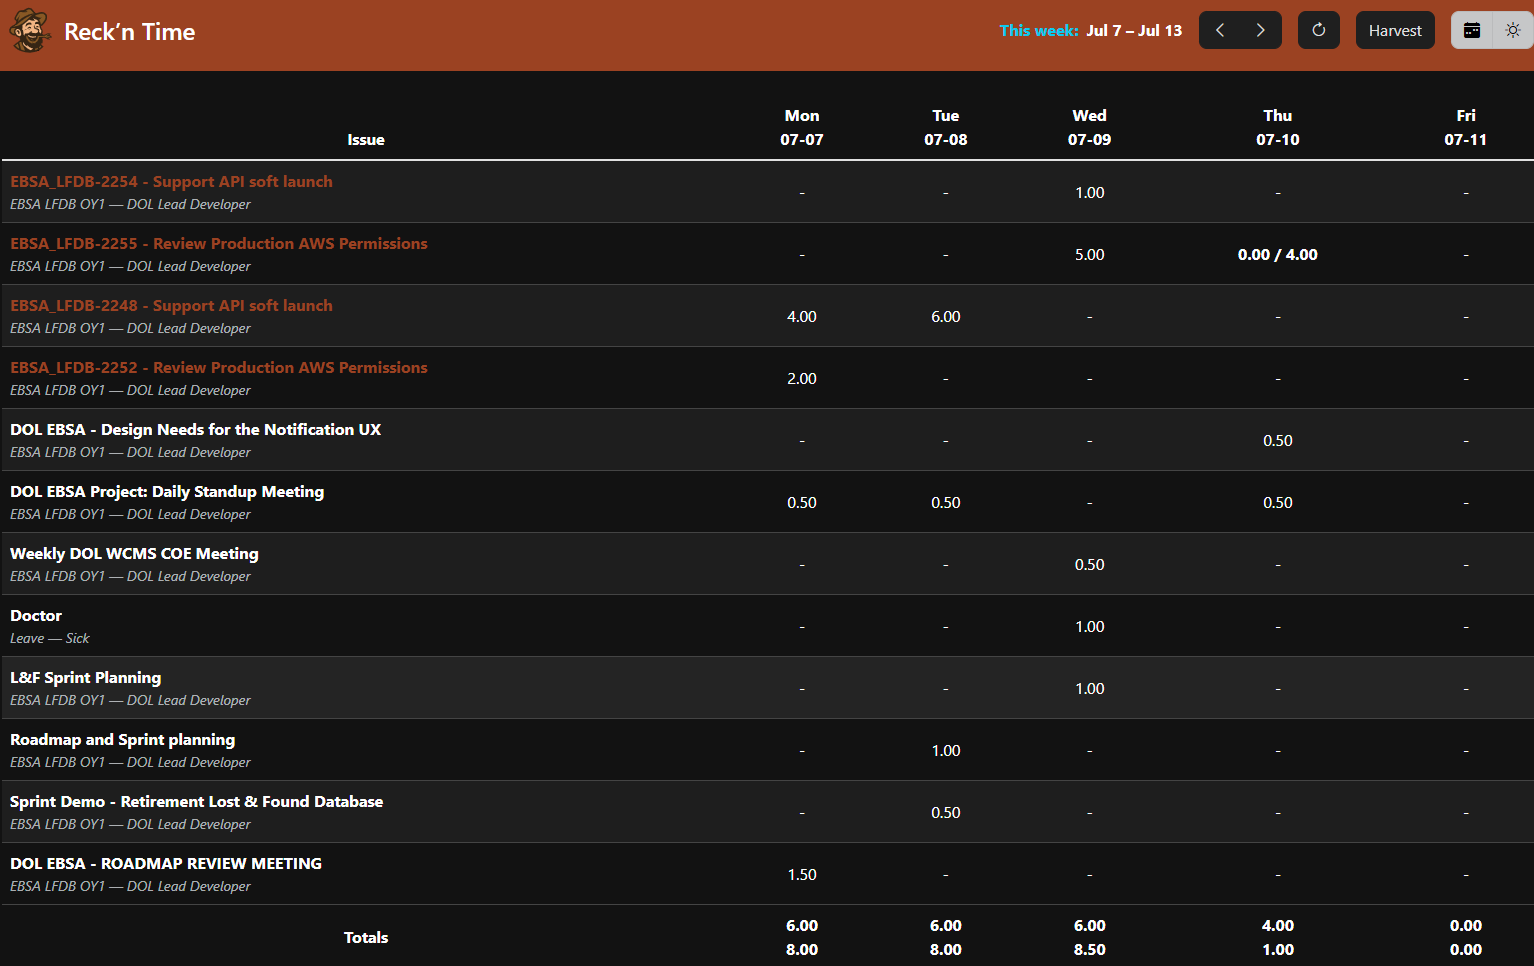 Reck’n Time
This week: Jul 7 – Jul 13
Harvest
Issue Mon 07-07 Tue 07-08 Wed 07-09 Thu 07-10 Fri 07-11
EBSA_LFDB-2254 - Support API soft launch
EBSA LFDB OY1 — DOL Lead Developer
- - 1.00 - -
EBSA_LFDB-2255 - Review Production AWS Permissions
EBSA LFDB OY1 — DOL Lead Developer
- - 5.00 0.00 / 4.00 -
EBSA_LFDB-2248 - Support API soft launch
EBSA LFDB OY1 — DOL Lead Developer
4.00 6.00 - - -
EBSA_LFDB-2252 - Review Production AWS Permissions
EBSA LFDB OY1 — DOL Lead Developer
2.00 - - - -
DOL EBSA - Design Needs for the Notification UX
EBSA LFDB OY1 — DOL Lead Developer
- - - 0.50 -
DOL EBSA Project: Daily Standup Meeting
EBSA LFDB OY1 — DOL Lead Developer
0.50 0.50 - 0.50 -
Weekly DOL WCMS COE Meeting
EBSA LFDB OY1 — DOL Lead Developer
- - 0.50 - -
Doctor
Leave — Sick
- - 1.00 - -
L&F Sprint Planning
EBSA LFDB OY1 — DOL Lead Developer
- - 1.00 - -
Roadmap and Sprint planning
EBSA LFDB OY1 — DOL Lead Developer
- 1.00 - - -
Sprint Demo - Retirement Lost & Found Database
EBSA LFDB OY1 — DOL Lead Developer
- 0.50 - - -
DOL EBSA - ROADMAP REVIEW MEETING
EBSA LFDB OY1 — DOL Lead Developer
1.50 - - - -
Totals
6.00 6.00 6.00 4.00 0.00
8.00 8.00 8.50 1.00 0.00